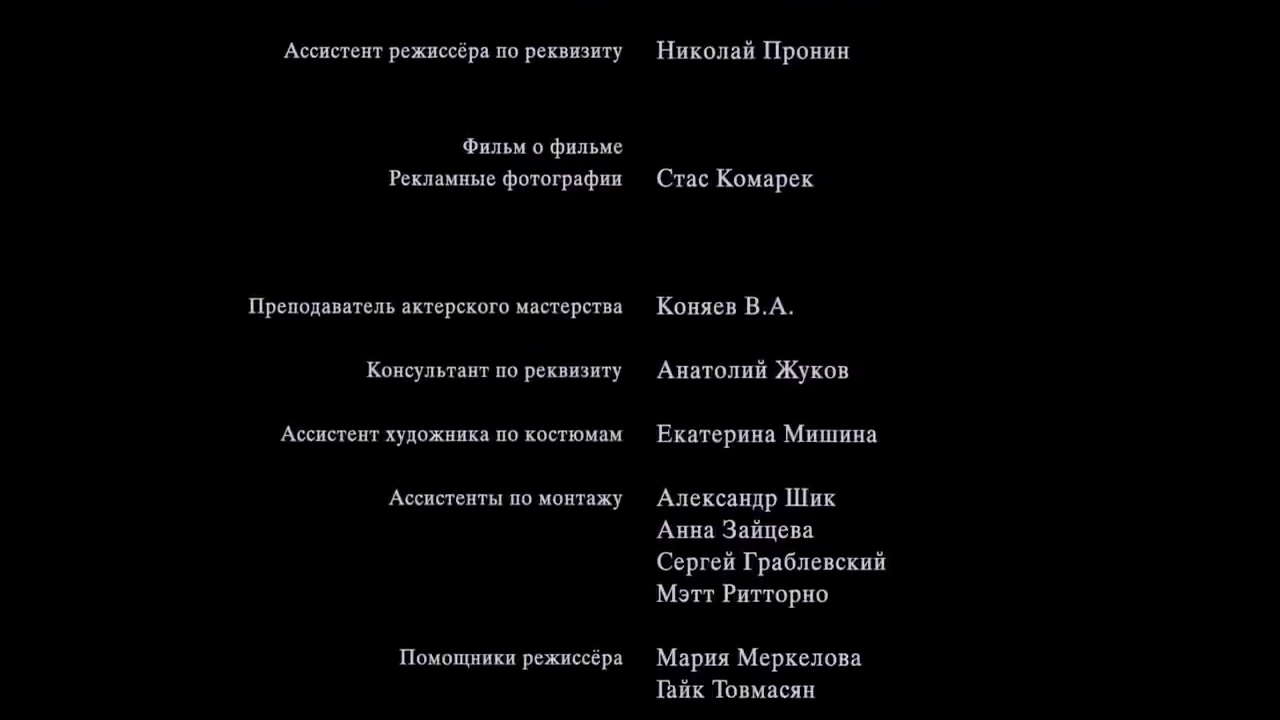 Ассистент режиссёра по реквизиту Николай Пронин
Фильм о фильме
Рекламные фотографии Стас Комарек
Преподаватель актерского мастерства Коняев В.А.
Консультант по реквизиту Анатолий Жуков
Ассистент художника по костюмам Екатерина Мишина
Ассистенты по монтажу Александр Шик
Анна Зайцева
Сергей Граблевский
Мэтт Ритторно
Помощники режиссёра Мария Меркелова
Гайк Товмасян